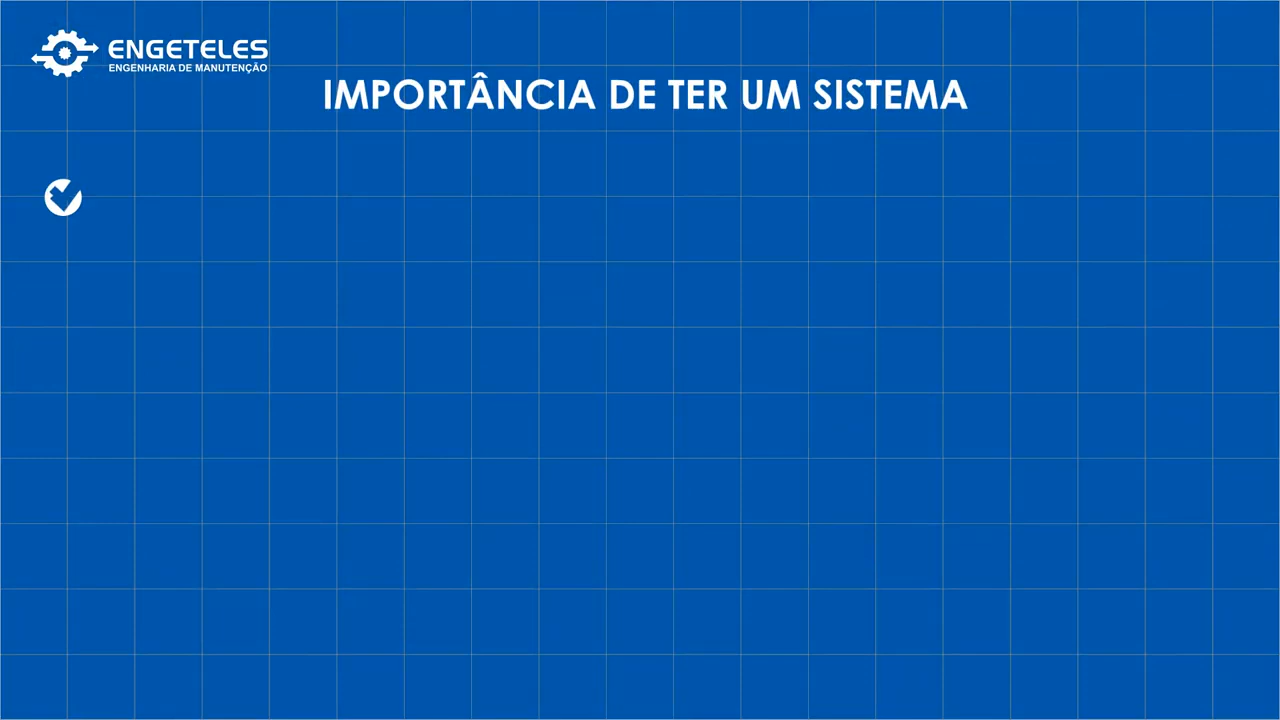 ENGETELES
ENGENHARIA DE MANUTENÇÃO
IMPORTÂNCIA DE TER UM SISTEMA